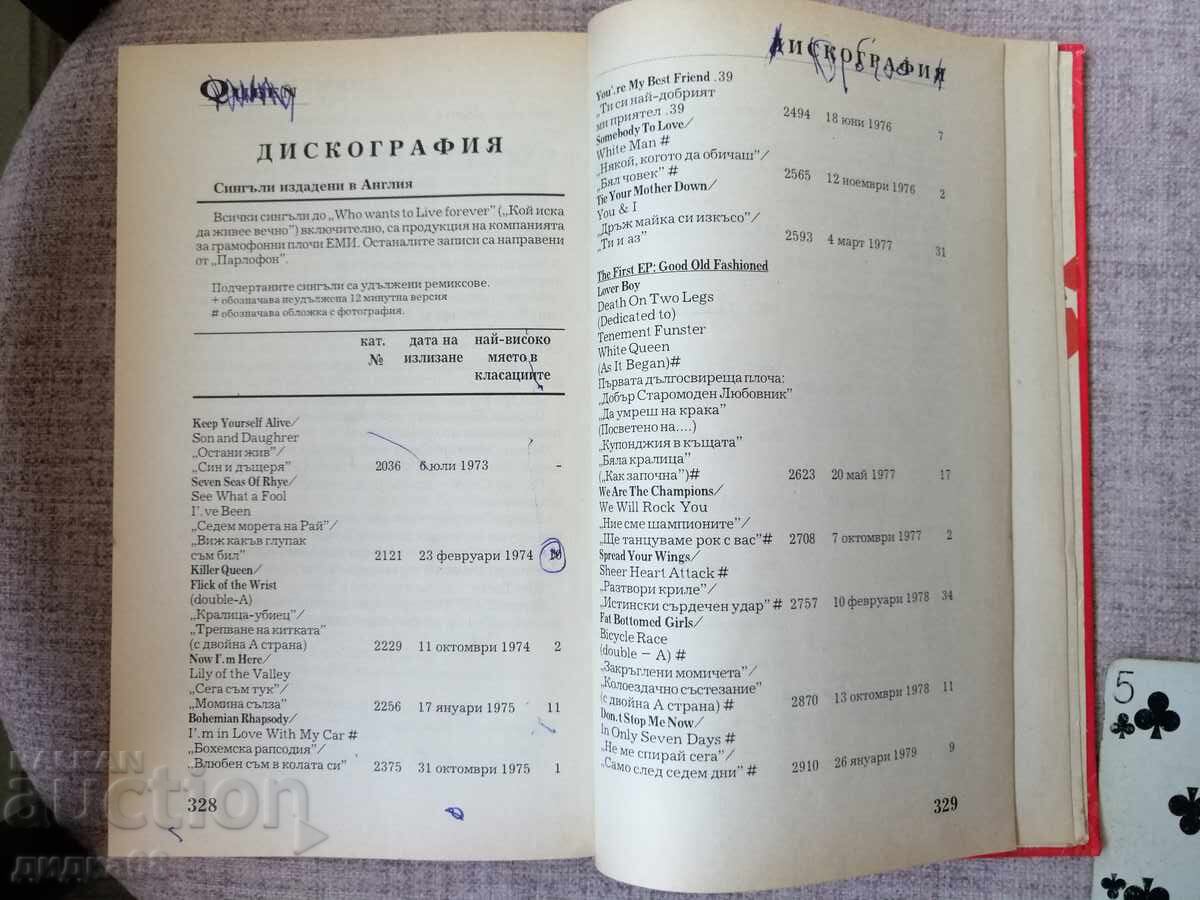 QUEEN
ДИСКОГРАФИЯ
Сингъли издадени в Англия
Всички сингъли до „Who wants to Live forever” („Кой иска
да живее вечно”) включително, са продукция на компанията
за грамофонни плочи ЕМИ. Останалите записи са направени
от „Парлофон”.
Подчертаните сингъли са удължени ремиксове.
+ обозначава неудължена 12 минутна версия
# обозначава обложка с фотография.
кат. дата на най-високо
№ излизане място в
класациите
Keep Yourself Alive/
Son and Daughrer
„Остани жив”/
„Син и дъщеря” 2036 6 юли 1973 -
Seven Seas Of Rhye/
See What a Fool
I'.ve Been
„Седем морета на Рай”/
„Виж какъв глупак
съм бил” 2121 23 февруари 1974 10
Killer Queen/
Flick of the Wrist
(double-A)
„Кралица-убиец”/
„Трепване на китката”
(с двойна А страна) 2229 11 октомври 1974 2
Now I'.m Here/
Lily of the Valley
„Сега съм тук”/
„Момина сълза” 2256 17 януари 1975 11
Bohemian Rhapsody/
I'.m in Love With My Car #
„Бохемска рапсодия”/
„Влюбен съм в колата си” 2375 31 октомври 1975 1
328
ДИСКОГРАФИЯ
You'.re My Best Friend .39
„Ти си най-добрият
ми приятел .39 2494 18 юни 1976 7
Somebody To Love/
White Man #
„Някой, когото да обичаш”/
„Бял човек” # 2565 12 ноември 1976 2
Tie Your Mother Down/
You & I
„Дръж майка си изкъсо”/
„Ти и аз” 2593 4 март 1977 31
The First EP: Good Old Fashioned
Lover Boy
Death On Two Legs
(Dedicated to)
Tenement Funster
White Queen
(As It Began)#
Първата дългосвиреща плоча:
„Добър Старомоден Любовник”
„Да умреш на крака”
(Посветено на....)
„Купонджия в къщата”
„Бяла кралица”
(„Как започна”)# 2623 20 май 1977 17
We Are The Champions/
We Will Rock You
„Ние сме шампионите”/
„Ще танцуваме рок с вас”# 2708 7 октомври 1977 2
Spread Your Wings/
Sheer Heart Attack #
„Разтвори криле”/
„Истински сърдечен удар” # 2757 10 февруари 1978 34
Fat Bottomed Girls/
Bicycle Race
(double – A) #
„Закръглени момичета”/
„Колоездачно състезание”
(с двойна А страна) # 2870 13 октомври 1978 11
Don.t Stop Me Now/
In Only Seven Days #
„Не ме спирай сега”/
„Само след седем дни” # 2910 26 януари 1979 9
329
5
BALKAN
auction
дидка68